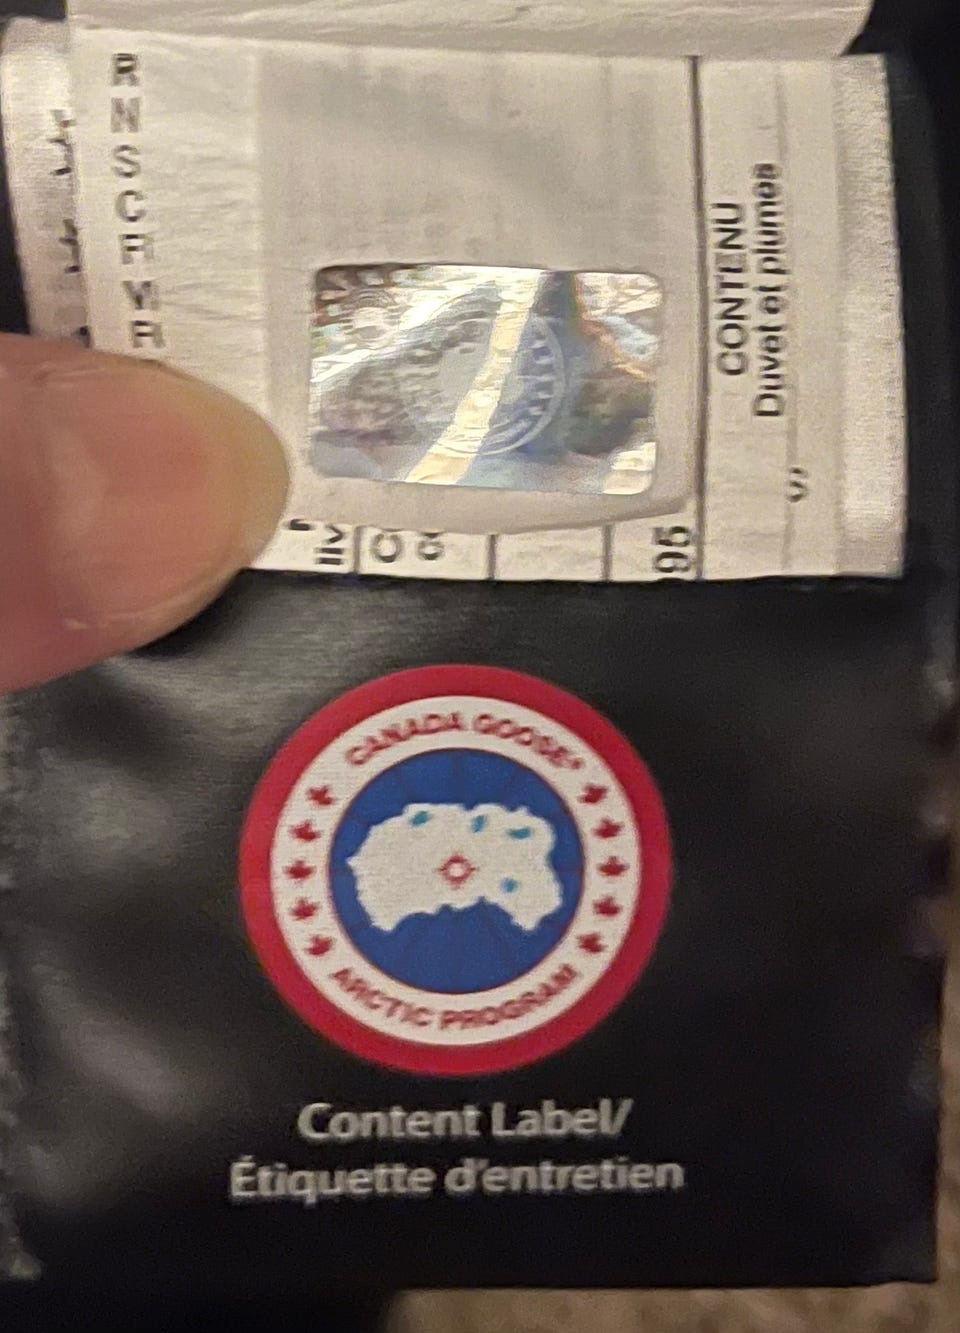 R
N
S
C
CONTENU
Duvet et plumes
95
CANADA GOOSE®
ARCTIC PROGRAM
Content Label/
Étiquette d'entretien